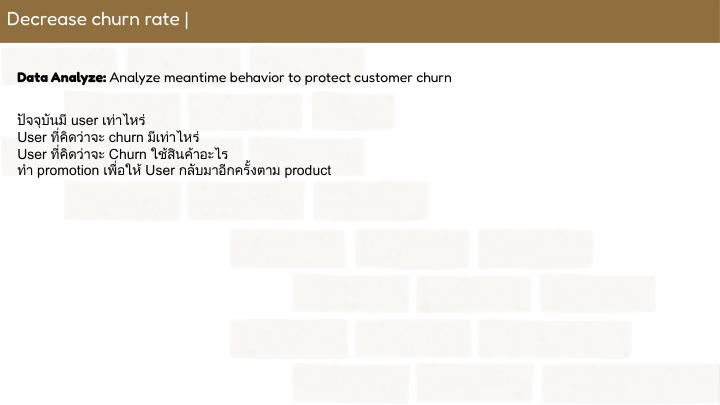 Decrease churn rate |
Data Analyze: Analyze meantime behavior to protect customer churn
ปัจจุบันมี user เท่าไหร่
User ที่คิดว่าจะ churn มีเท่าไหร่
User ที่คิดว่าจะ Churn ใช้สินค้าอะไร
ทำ promotion เพื่อให้ User กลับมาอีกครั้งตาม product